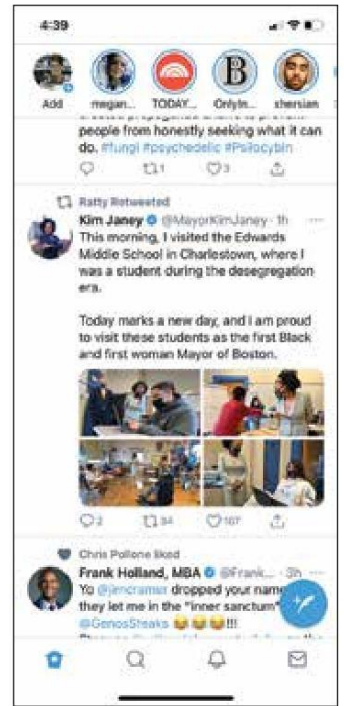 4:39
Add megan... TODAY... OnlyIn... shersian
people from honestly seeking what it can
do. #fungi #psychedelic #Psilocybin
1 3
Ratty Retweeted
Kim Janey @MayorKimJaney · 1h ...
This morning, I visited the Edwards
Middle School in Charlestown, where I
was a student during the desegregation
era.
Today marks a new day, and I am proud
to visit these students as the first Black
and first woman Mayor of Boston.
2 34 167
Chris Pollone liked
Frank Holland, MBA @Frank... · 3h ...
Yo @jimcramer dropped your name
they let me in the "inner sanctum"
@GenosSteaks 😂😂😂!!!